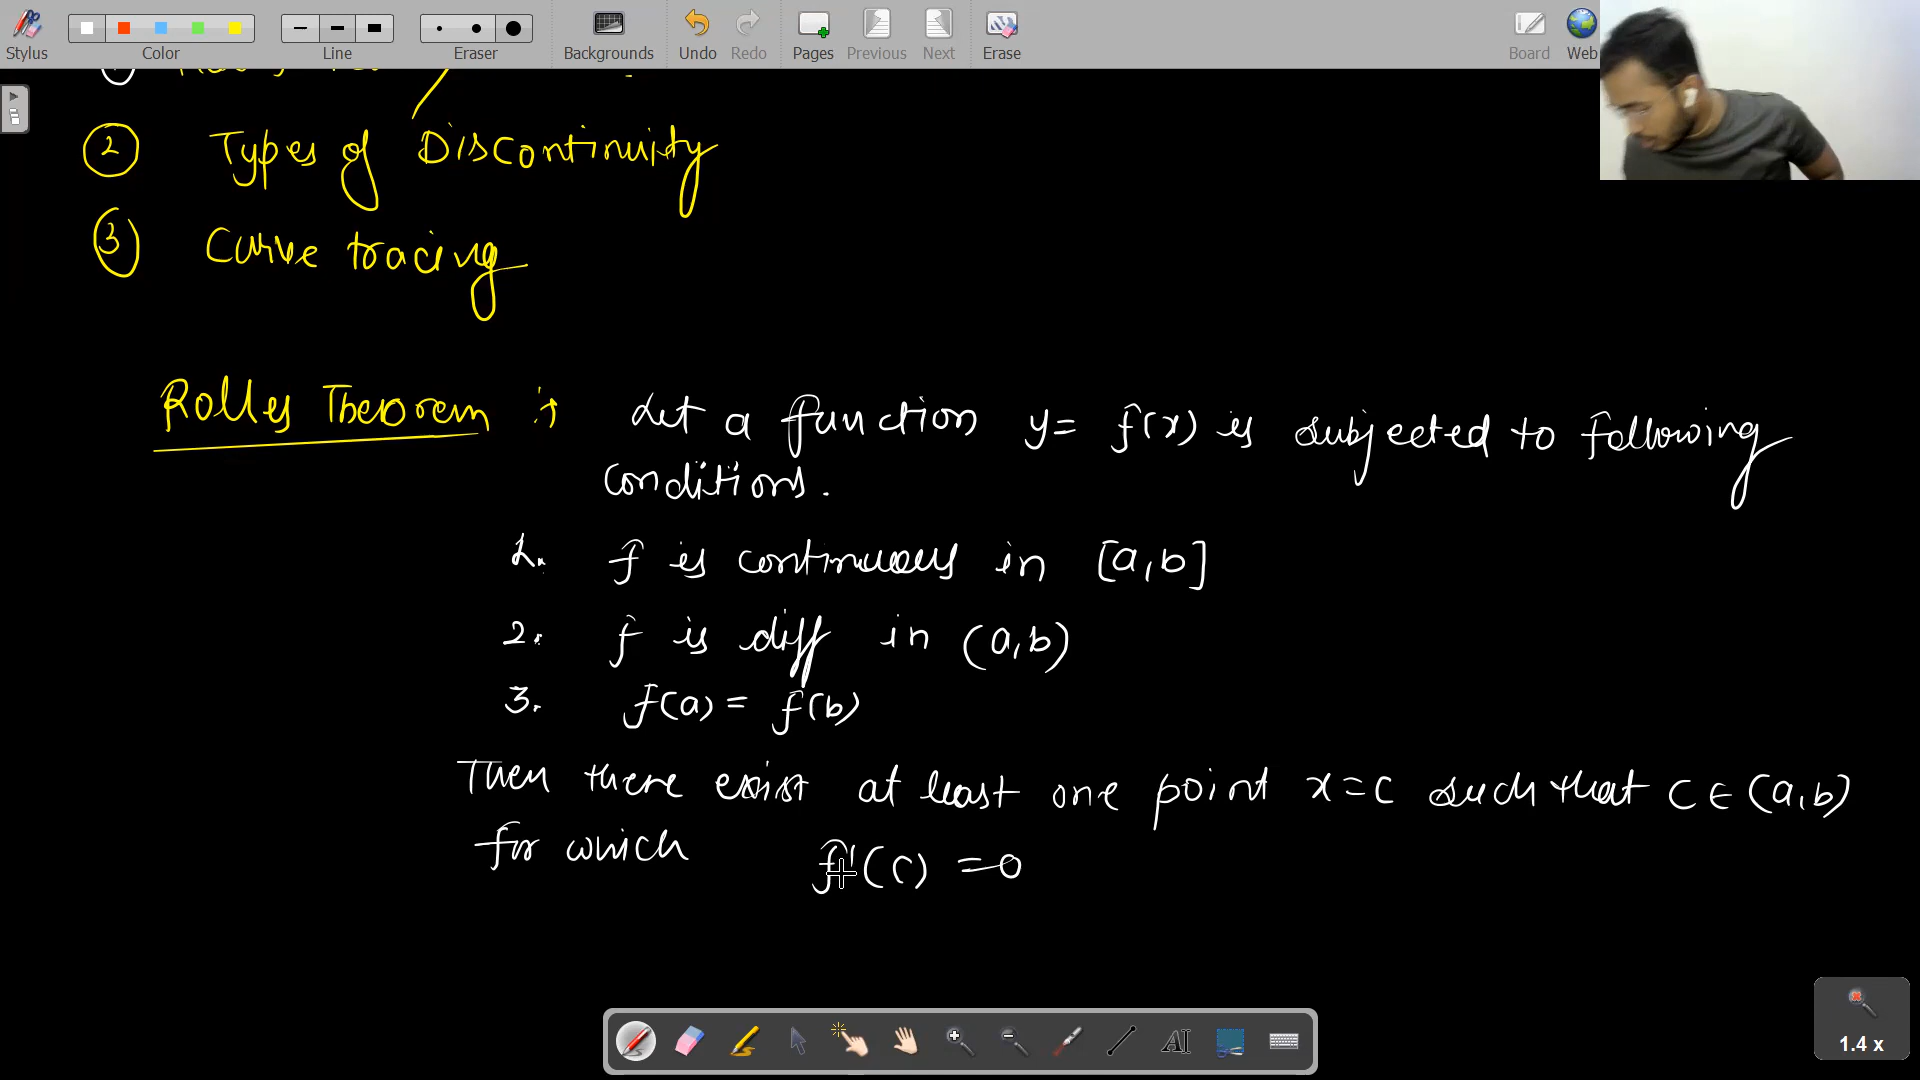 Stylus Color Line Eraser Backgrounds Undo Redo Pages Previous Next Erase Board Web
2 Types of Discontinuity
3 Curve tracing
Rolles Theorem :→ Let a function y= f(x) is subjected to following
conditions.
1. f is continuous in [a,b]
2. f is diff in (a,b)
3. f(a) = f(b)
Then there exist at least one point x=c such that c∈(a,b)
for which f'(c) =0
1.4 x